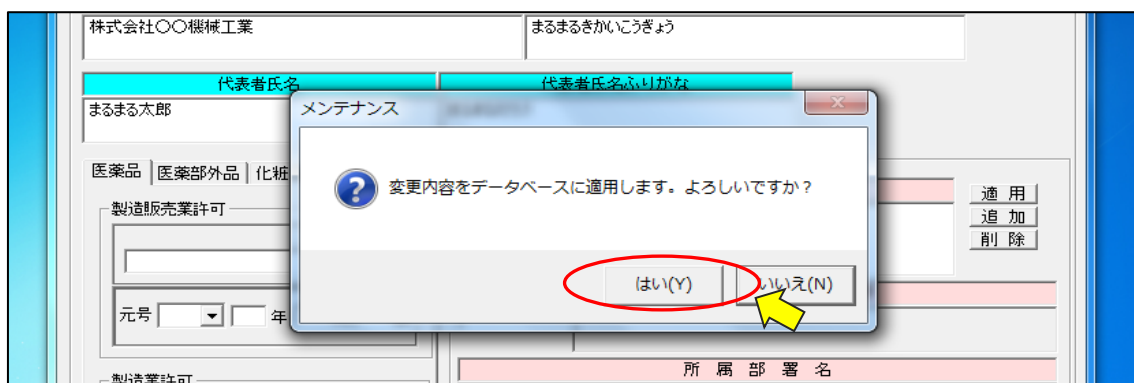 株式会社〇〇機械工業
まるまるきかいこうぎょう
代表者氏名
代表者氏名ふりがな
まるまる太郎
メンテナンス
変更内容をデータベースに適用します。よろしいですか？
はい(Y)
いいえ(N)
医薬品
医薬部外品
化粧
製造販売業許可
元号
年
適 用
追 加
削 除
所 属 部 署 名
製造業許可